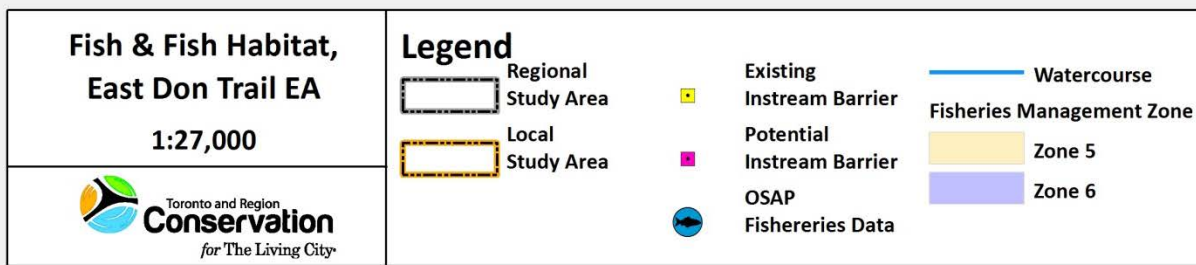 Fish & Fish Habitat,
East Don Trail EA
1:27,000
Toronto and Region
Conservation
for The Living City•
Legend
Regional
Study Area
Local
Study Area
Existing
Instream Barrier
Potential
Instream Barrier
OSAP
Fishereries Data
Watercourse
Fisheries Management Zone
Zone 5
Zone 6